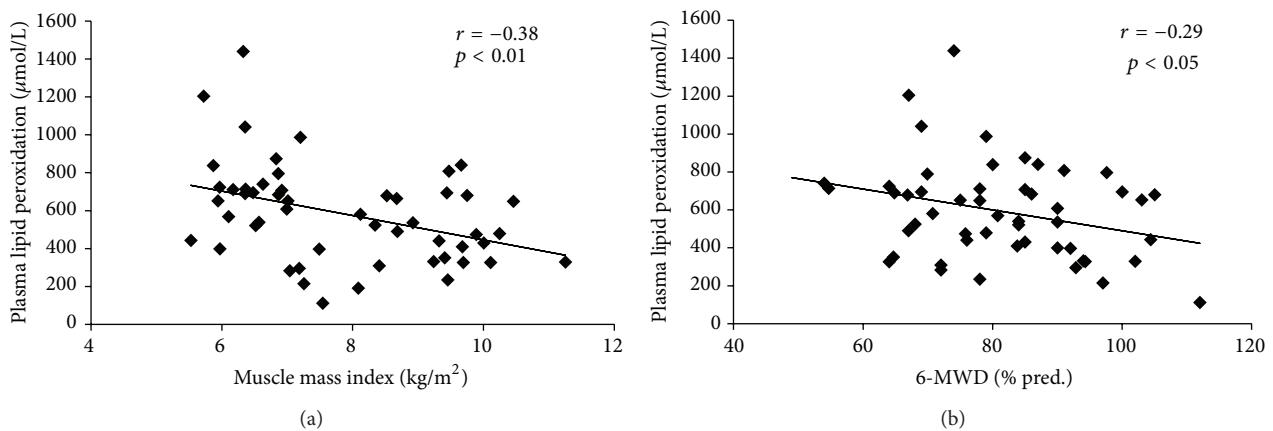 Plasma lipid peroxidation (μmol/L)
1600
1400
1200
1000
800
600
400
200
0
r = −0.38
p < 0.01
4 6 8 10 12
Muscle mass index (kg/m²)
(a)
Plasma lipid peroxidation (μmol/L)
1600
1400
1200
1000
800
600
400
200
0
r = −0.29
p < 0.05
40 60 80 100 120
6-MWD (% pred.)
(b)